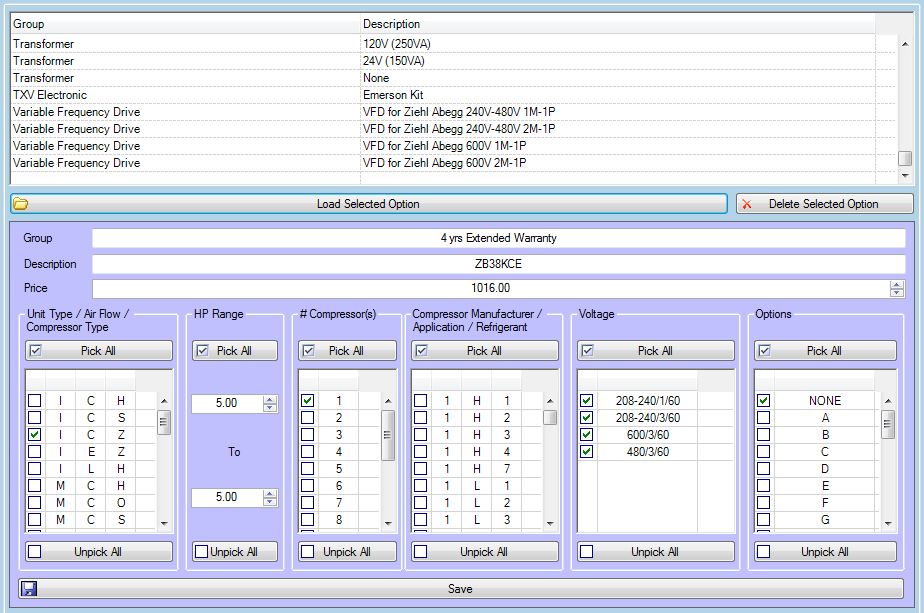 Group Description
Transformer 120V (250VA)
Transformer 24V (150VA)
Transformer None
TXV Electronic Emerson Kit
Variable Frequency Drive VFD for Ziehl Abegg 240V-480V 1M-1P
Variable Frequency Drive VFD for Ziehl Abegg 240V-480V 2M-1P
Variable Frequency Drive VFD for Ziehl Abegg 600V 1M-1P
Variable Frequency Drive VFD for Ziehl Abegg 600V 2M-1P
Load Selected Option Delete Selected Option
Group 4 yrs Extended Warranty
Description ZB38KCE
Price 1016.00
Unit Type / Air Flow /
Compressor Type
Pick All
I C H
I C S
I C Z
I E Z
I L H
M C H
M C O
M C S
Unpick All
HP Range
Pick All
5.00
To
5.00
Unpick All
# Compressor(s)
Pick All
1
2
3
4
5
6
7
8
Unpick All
Compressor Manufacturer /
Application / Refrigerant
Pick All
1 H 1
1 H 2
1 H 3
1 H 4
1 H 7
1 L 1
1 L 2
1 L 3
Unpick All
Voltage
Pick All
208-240/1/60
208-240/3/60
600/3/60
480/3/60
Unpick All
Options
Pick All
NONE
A
B
C
D
E
F
G
Unpick All
Save